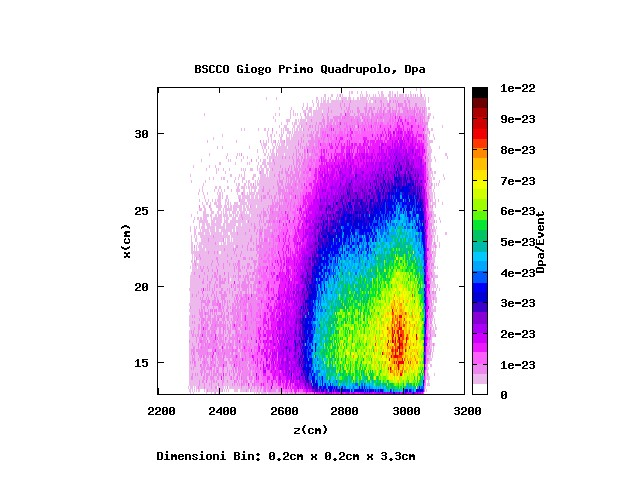 BSCCO Giogo Primo Quadrupolo, Dpa
1e-22
9e-23
8e-23
7e-23
6e-23
5e-23
4e-23
3e-23
2e-23
1e-23
0
Dpa/Event
30
25
20
15
x(cm)
2200 2400 2600 2800 3000 3200
z(cm)
Dimensioni Bin: 0.2cm x 0.2cm x 3.3cm